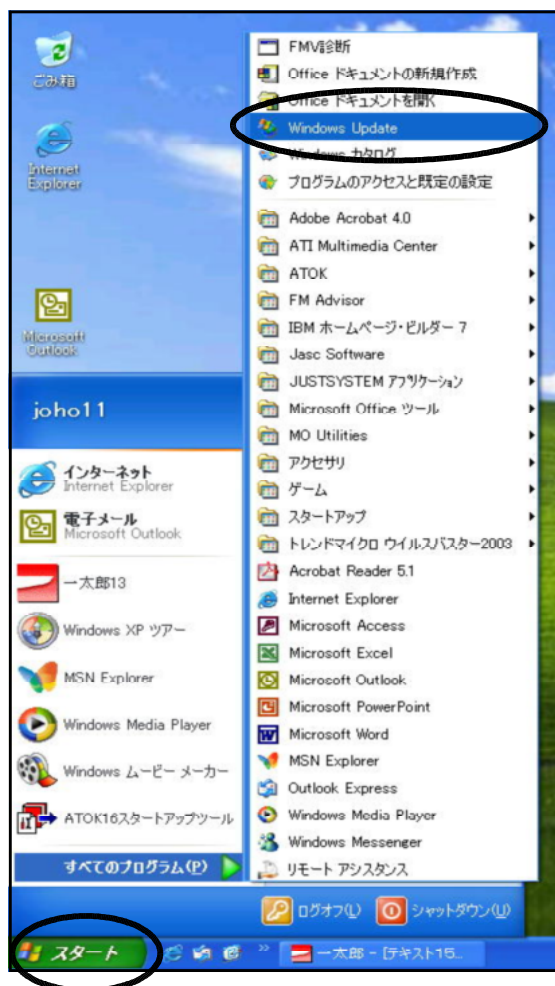 ごみ箱
Internet
Explorer
Microsoft
Outlook
FMV診断
Office ドキュメントの新規作成
Office ドキュメントを開く
Windows Update
Windows カタログ
プログラムのアクセスと既定の設定
Adobe Acrobat 4.0
ATI Multimedia Center
ATOK
FM Advisor
IBM ホームページ・ビルダー 7
Jasc Software
JUSTSYSTEM アプリケーション
Microsoft Office ツール
MO Utilities
アクセサリ
ゲーム
スタートアップ
トレンドマイクロ ウイルスバスター2003
Acrobat Reader 5.1
Internet Explorer
Microsoft Access
Microsoft Excel
Microsoft Outlook
Microsoft PowerPoint
Microsoft Word
MSN Explorer
Outlook Express
Windows Media Player
Windows Messenger
リモート アシスタンス
joho11
インターネット
Internet Explorer
電子メール
Microsoft Outlook
一太郎13
Windows XP ツアー
MSN Explorer
Windows Media Player
Windows ムービー メーカー
ATOK16スタートアップツール
すべてのプログラム(P)
ログオフ(L) シャットダウン(U)
スタート » 一太郎 - [テキスト15...